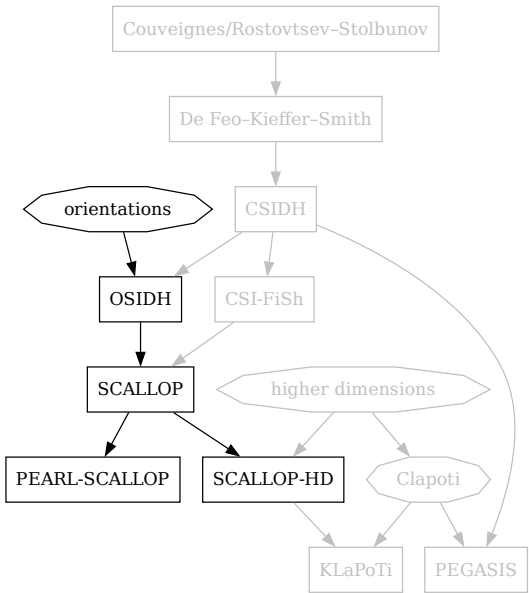 Couveignes/Rostovtsev–Stolbunov
De Feo–Kieffer–Smith
orientations
CSIDH
OSIDH
CSI-FiSh
SCALLOP
higher dimensions
PEARL-SCALLOP
SCALLOP-HD
Clapoti
KLaPoTi
PEGASIS